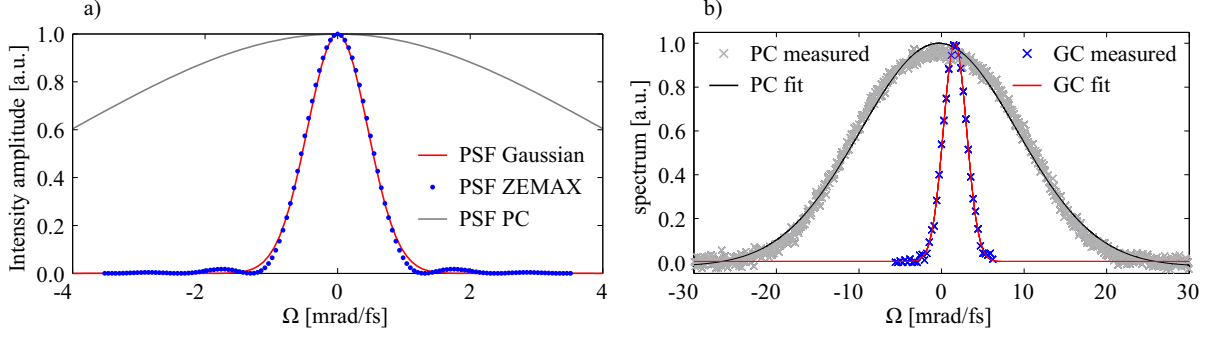 a)
Intensity amplitude [a.u.]
1.0
0.8
0.6
0.4
0.2
0.0
PSF Gaussian
PSF ZEMAX
PSF PC
-4
-2
0
2
4
Ω [mrad/fs]
b)
spectrum [a.u.]
1.0
0.8
0.6
0.4
0.2
0.0
PC measured
PC fit
GC measured
GC fit
-30
-20
-10
0
10
20
30
Ω [mrad/fs]